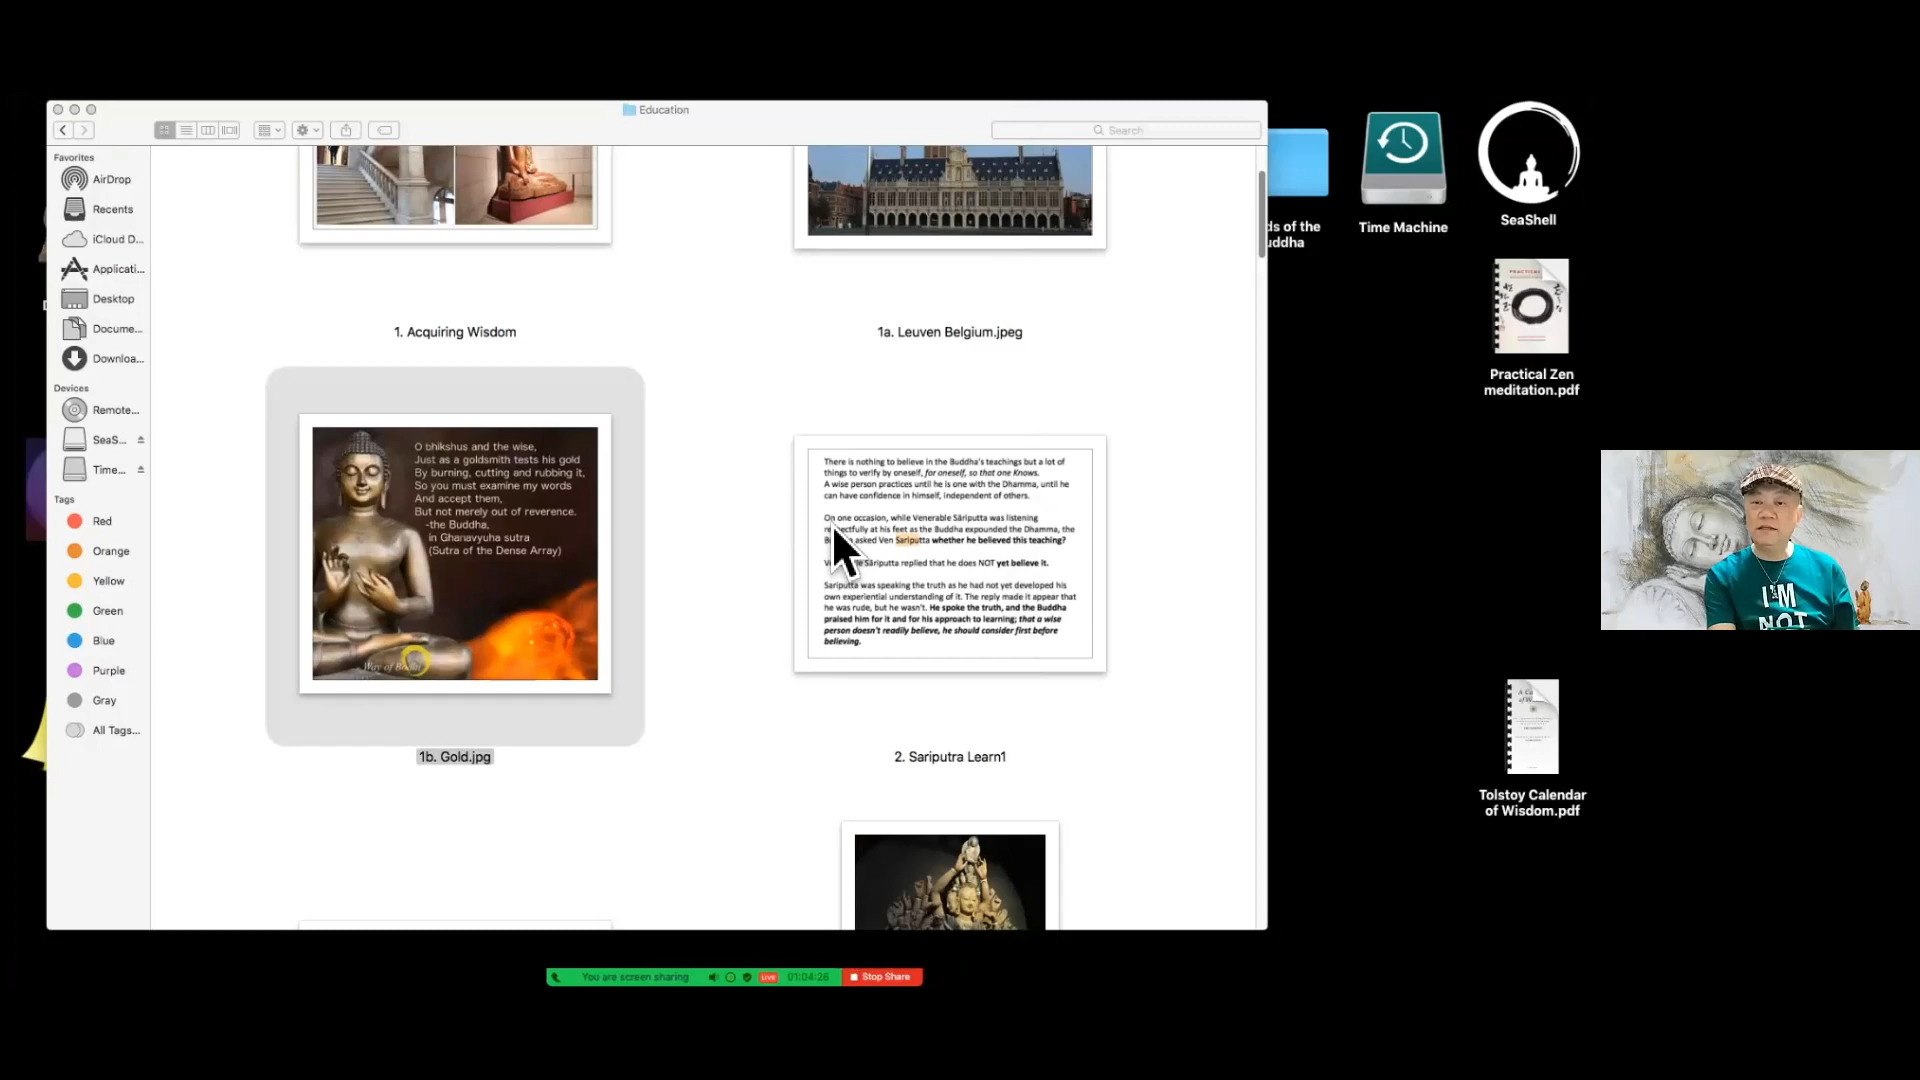 Education
Search
Favorites
AirDrop
Recents
iCloud D...
Applicati...
Desktop
Docume...
Downloa...
Devices
Remote...
SeaS...
Time...
Tags
Red
Orange
Yellow
Green
Blue
Purple
Gray
All Tags...
1. Acquiring Wisdom
1a. Leuven Belgium.jpeg
O bhikshus and the wise,
Just as a goldsmith tests his gold
By burning, cutting and rubbing it,
So you must examine my words
And accept them,
But not merely out of reverence.
-the Buddha,
in Ghanavyuha sutra
(Sutra of the Dense Array)
Way of Bodhi
1b. Gold.jpg
There is nothing to believe in the Buddha's teachings but a lot of
things to verify by oneself, for oneself, so that one Knows.
A wise person practices until he is one with the Dhamma, until he
can have confidence in himself, independent of others.
On one occasion, while Venerable Sāriputta was listening
respectfully at his feet as the Buddha expounded the Dhamma, the
asked Ven Sariputta whether he believed this teaching?
Sāriputta replied that he does NOT yet believe it.
Sariputta was speaking the truth as he had not yet developed his
own experiential understanding of it. The reply made it appear that
he was rude, but he wasn't. He spoke the truth, and the Buddha
praised him for it and for his approach to learning; that a wise
person doesn't readily believe, he should consider first before
believing.
2. Sariputra Learn1
ds of the
uddha
Time Machine
SeaShell
PRACTICAL
Practical Zen
meditation.pdf
I'M
NOT
Tolstoy Calendar
of Wisdom.pdf
You are screen sharing
LIVE
01:04:26
Stop Share